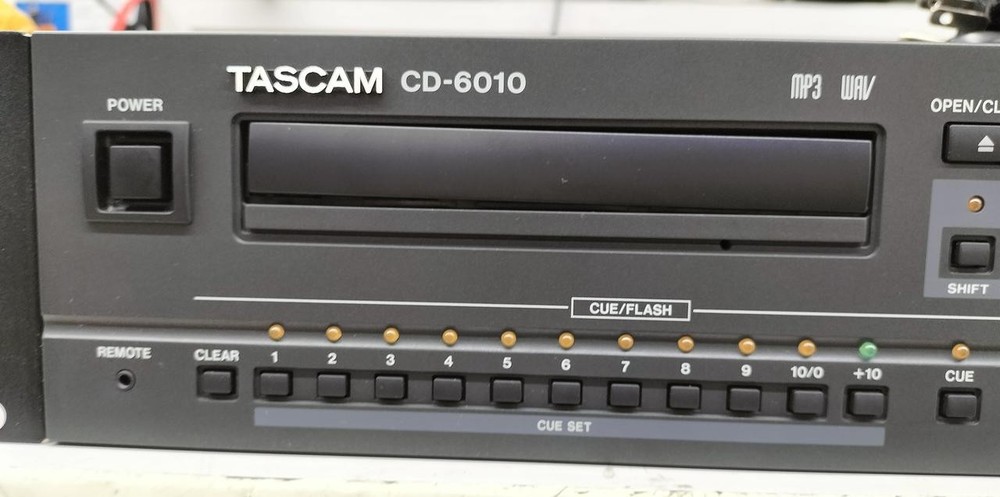 TASCAM CD-6010
MP3 WAV
POWER
OPEN/CL
SHIFT
CUE/FLASH
REMOTE
CLEAR 1 2 3 4 5 6 7 8 9 10/0 +10
CUE
CUE SET